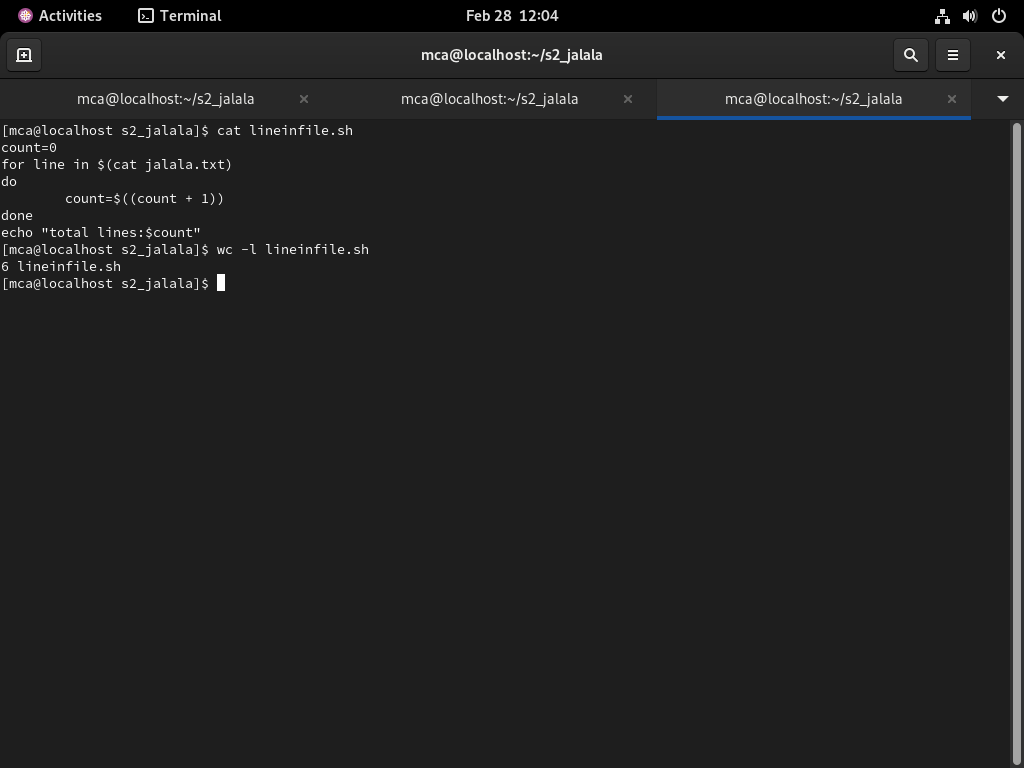 Activities Terminal Feb 28 12:04
mca@localhost:~/s2_jalala
mca@localhost:~/s2_jalala mca@localhost:~/s2_jalala mca@localhost:~/s2_jalala
[mca@localhost s2_jalala]$ cat lineinfile.sh
count=0
for line in $(cat jalala.txt)
do
        count=$((count + 1))
done
echo "total lines:$count"
[mca@localhost s2_jalala]$ wc -l lineinfile.sh
6 lineinfile.sh
[mca@localhost s2_jalala]$